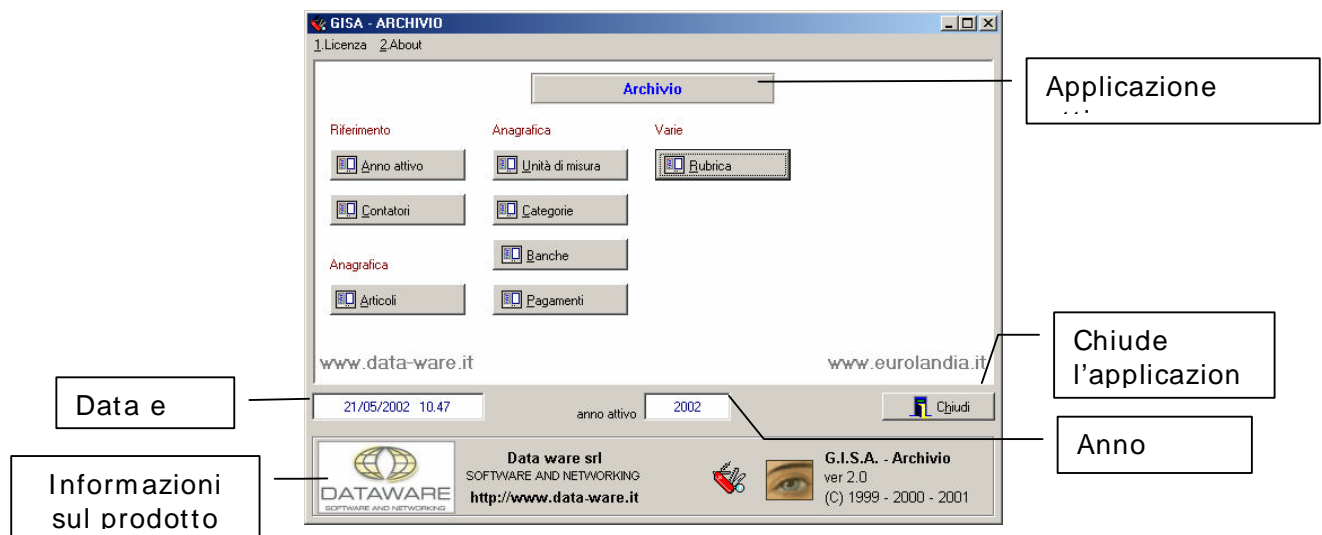 GISA - ARCHIVIO
1.Licenza 2.About
Archivio
Applicazione
Riferimento Anagrafica Varie
Anno attivo Unità di misura Rubrica
Contatori Categorie
Banche
Anagrafica
Articoli Pagamenti
www.data-ware.it www.eurolandia.it
Chiude
l'applicazion
Data e
21/05/2002 10.47 anno attivo 2002 Chiudi
Anno
Informazioni
sul prodotto
DATAWARE
SOFTWARE AND NETWORKING
Data ware srl
SOFTWARE AND NETWORKING
http://www.data-ware.it
G.I.S.A. - Archivio
ver 2.0
(C) 1999 - 2000 - 2001